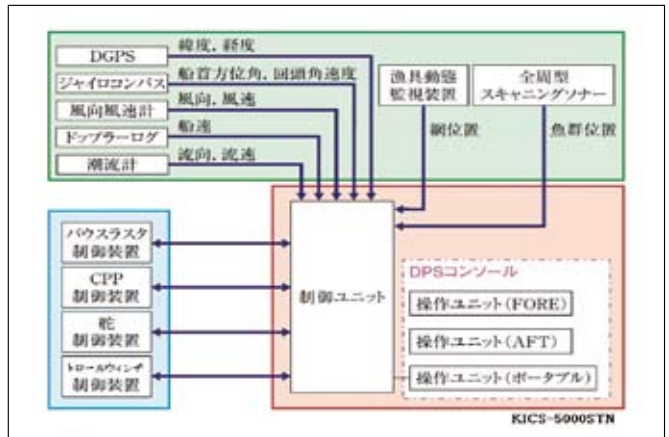 DGPS
緯度，経度
ジャイロコンパス
船首方位角，回頭角速度
風向風速計
風向，風速
ドップラーログ
船速
潮流計
流向，流速
漁具動態
監視装置
網位置
全周型
スキャニングソナー
魚群位置
バウスラスタ
制御装置
CPP
制御装置
舵
制御装置
トロールウィンチ
制御装置
制御ユニット
DPSコンソール
操作ユニット(FORE)
操作ユニット(AFT)
操作ユニット(ポータブル)
KICS-5000STN